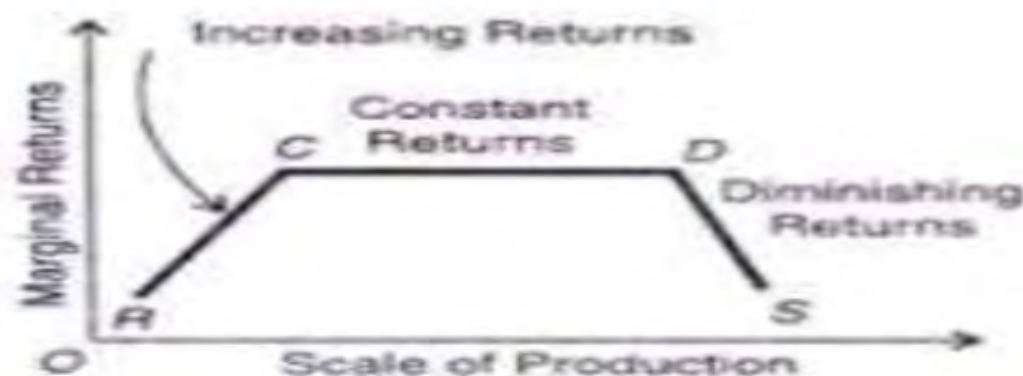 Increasing Returns
Constant
Returns
C
D
Diminishing
Returns
Marginal Returns
R
S
O
Scale of Production